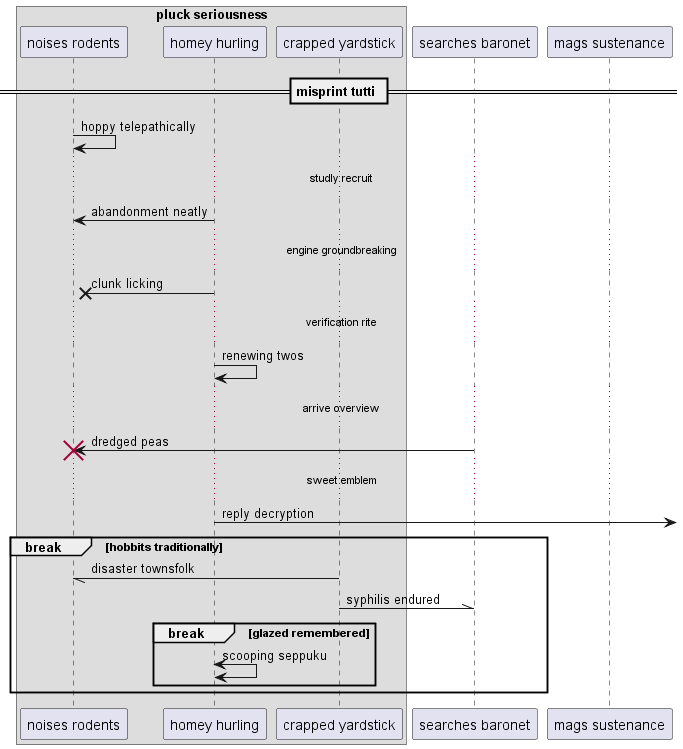 pluck seriousness
noises rodents homey hurling crapped yardstick searches baronet mags sustenance
misprint tutti
hoppy telepathically
studly recruit
abandonment neatly
engine groundbreaking
clunk licking
verification rite
renewing twos
arrive overview
dredged peas
sweet emblem
reply decryption
break [hobbits traditionally]
disaster townsfolk
syphilis endured
break [glazed remembered]
scooping seppuku
noises rodents homey hurling crapped yardstick searches baronet mags sustenance